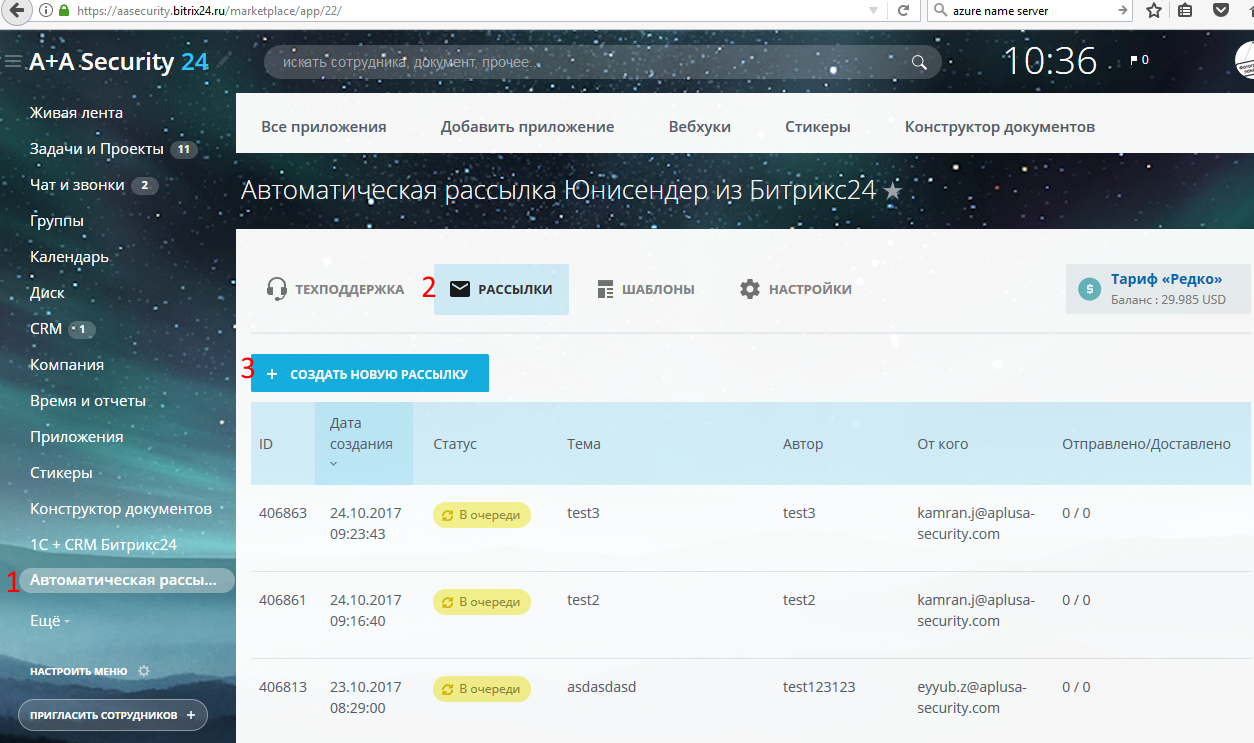 https://aasecurity.bitrix24.ru/marketplace/app/22/
azure name server
A+A Security 24
искать сотрудника, документ, прочее...
10:36
0
Живая лента
Задачи и Проекты 11
Чат и звонки 2
Группы
Календарь
Диск
CRM 1
Компания
Время и отчеты
Приложения
Стикеры
Конструктор документов
1С + CRM Битрикс24
1 Автоматическая рассы...
Ещё
НАСТРОИТЬ МЕНЮ
ПРИГЛАСИТЬ СОТРУДНИКОВ +
Все приложения Добавить приложение Вебхуки Стикеры Конструктор документов
Автоматическая рассылка Юнисендер из Битрикс24
ТЕХПОДДЕРЖКА 2 РАССЫЛКИ ШАБЛОНЫ НАСТРОЙКИ
$ Тариф «Редко»
Баланс : 29.985 USD
3 + СОЗДАТЬ НОВУЮ РАССЫЛКУ
ID Дата создания Статус Тема Автор От кого Отправлено/Доставлено
406863 24.10.2017 В очереди test3 test3 kamran.j@aplusa- 0 / 0
09:23:43 security.com
406861 24.10.2017 В очереди test2 test2 kamran.j@aplusa- 0 / 0
09:16:40 security.com
406813 23.10.2017 В очереди asdasdasd test123123 eyyub.z@aplusa- 0 / 0
08:29:00 security.com